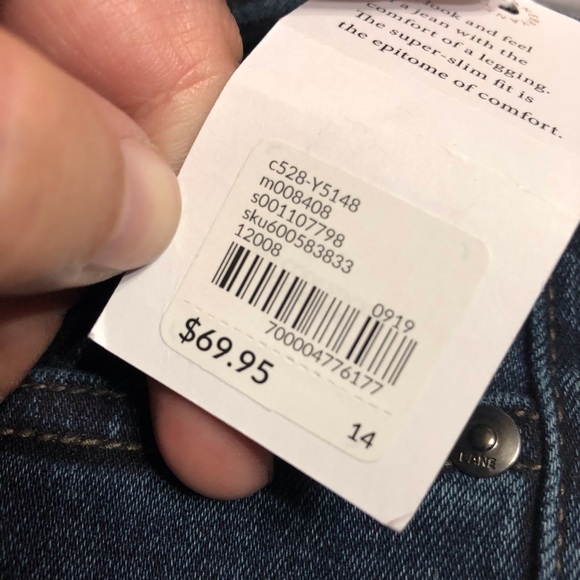 look and feel
a jean with the
comfort of a legging.
The super-slim fit is
the epitome of comfort.
c528-Y5148
m008408
s001107798
sku600583833
12008
0919
700004776177
$69.95
14
LANE